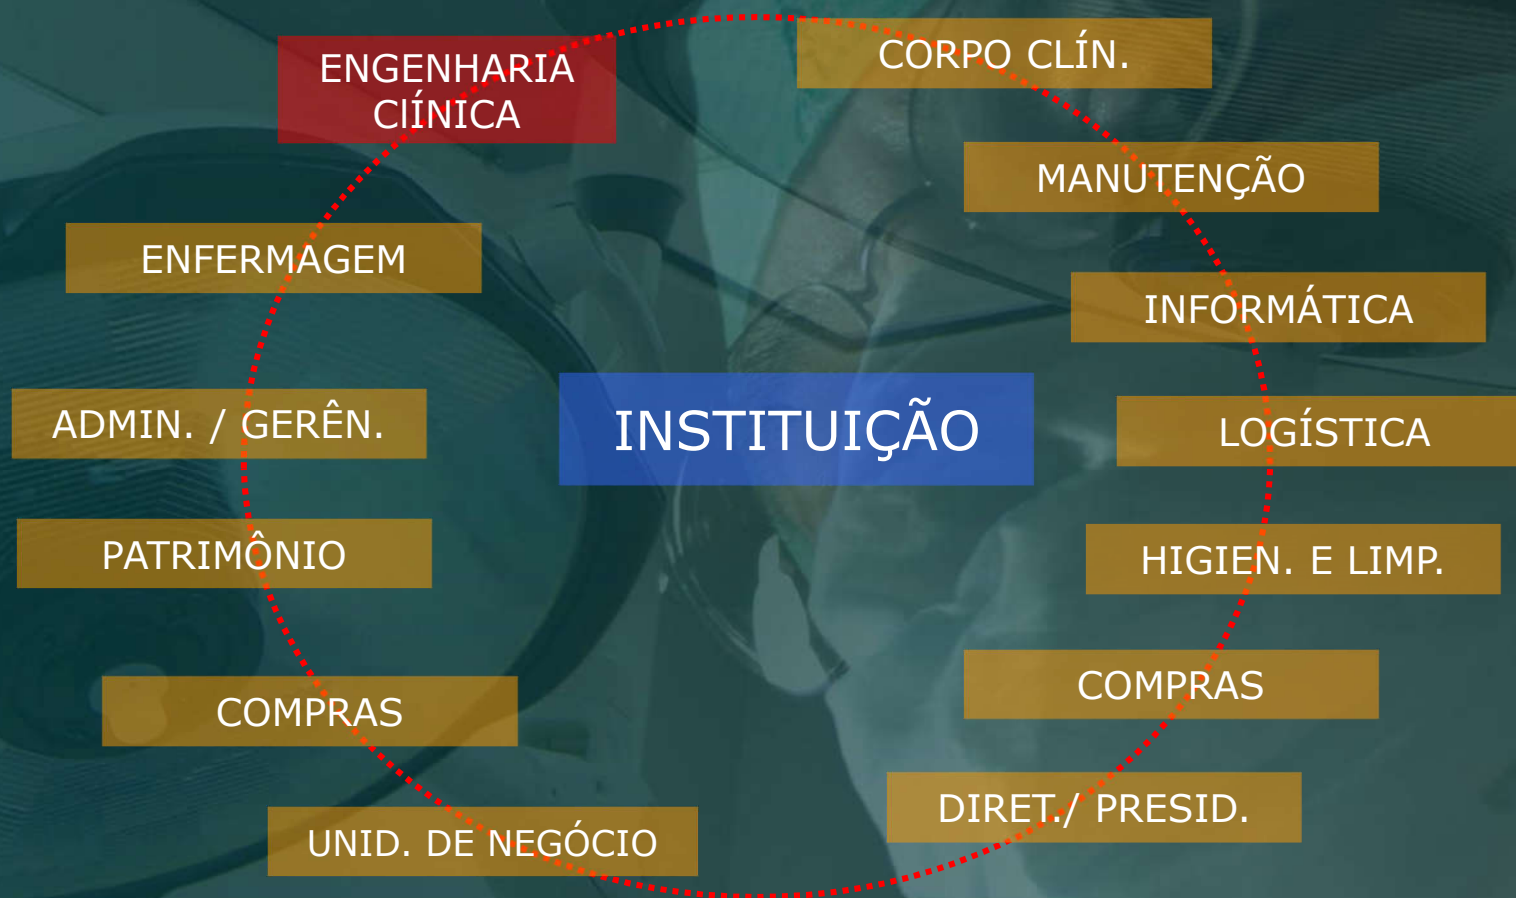 ENGENHARIA
ClÍNICA
CORPO CLÍN.
MANUTENÇÃO
ENFERMAGEM
INFORMÁTICA
ADMIN. / GERÊN.
INSTITUIÇÃO
LOGÍSTICA
PATRIMÔNIO
HIGIEN. E LIMP.
COMPRAS
COMPRAS
UNID. DE NEGÓCIO
DIRET./ PRESID.